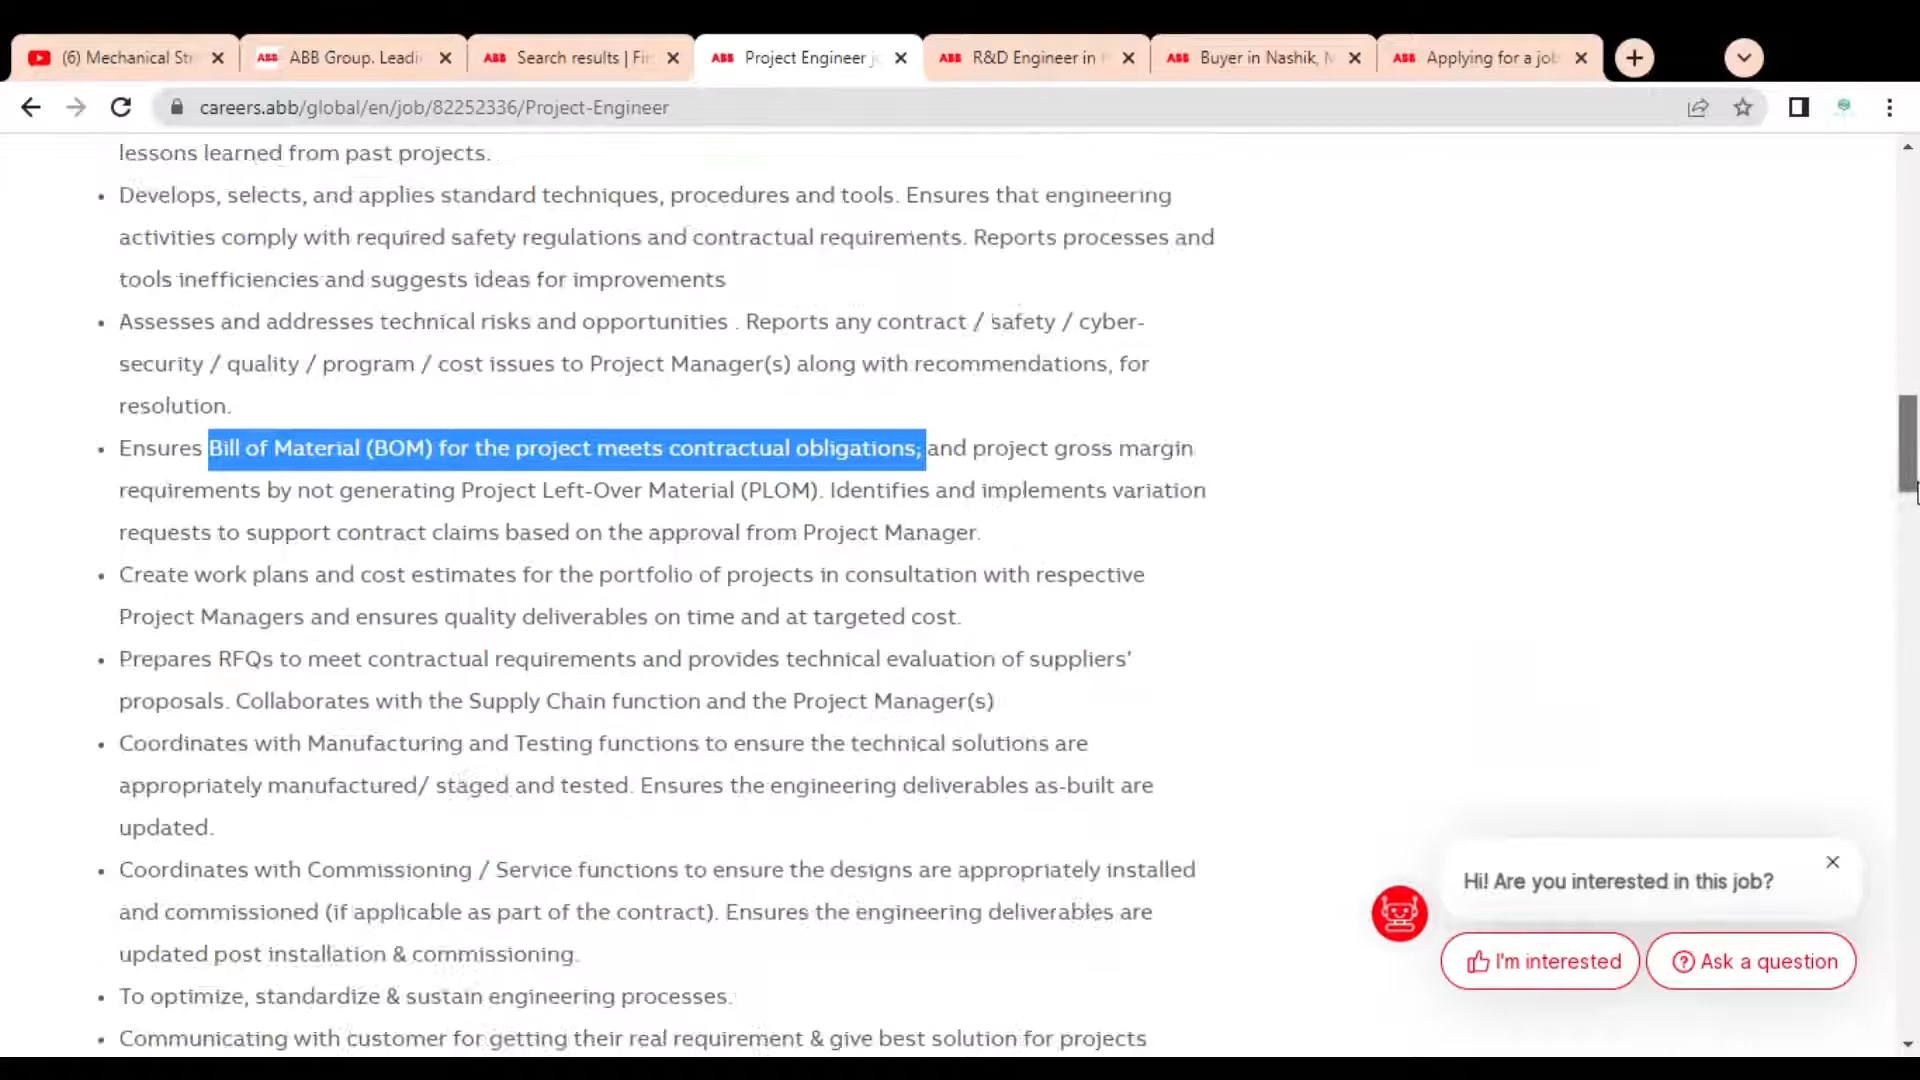 (6) Mechanical Str
ABB ABB Group. Leadi
ABB Search results | Fin
ABB Project Engineer j
ABB R&D Engineer in
ABB Buyer in Nashik, M
ABB Applying for a job
careers.abb/global/en/job/82252336/Project-Engineer
lessons learned from past projects.
• Develops, selects, and applies standard techniques, procedures and tools. Ensures that engineering
activities comply with required safety regulations and contractual requirements. Reports processes and
tools inefficiencies and suggests ideas for improvements
• Assesses and addresses technical risks and opportunities . Reports any contract / safety / cyber-
security / quality / program / cost issues to Project Manager(s) along with recommendations, for
resolution.
• Ensures Bill of Material (BOM) for the project meets contractual obligations; and project gross margin
requirements by not generating Project Left-Over Material (PLOM). Identifies and implements variation
requests to support contract claims based on the approval from Project Manager.
• Create work plans and cost estimates for the portfolio of projects in consultation with respective
Project Managers and ensures quality deliverables on time and at targeted cost.
• Prepares RFQs to meet contractual requirements and provides technical evaluation of suppliers'
proposals. Collaborates with the Supply Chain function and the Project Manager(s)
• Coordinates with Manufacturing and Testing functions to ensure the technical solutions are
appropriately manufactured/ staged and tested. Ensures the engineering deliverables as-built are
updated.
• Coordinates with Commissioning / Service functions to ensure the designs are appropriately installed
and commissioned (if applicable as part of the contract). Ensures the engineering deliverables are
updated post installation & commissioning.
• To optimize, standardize & sustain engineering processes.
• Communicating with customer for getting their real requirement & give best solution for projects
Hi! Are you interested in this job?
I'm interested
Ask a question